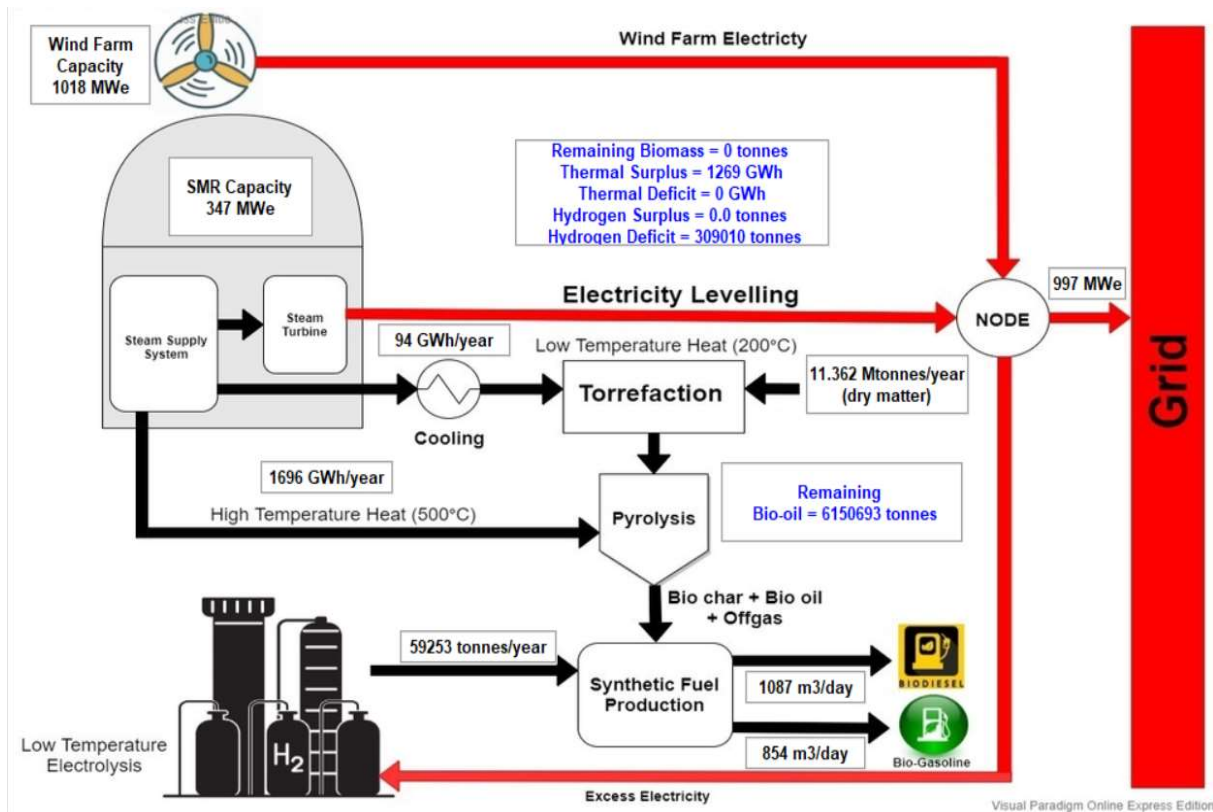 Wind Farm
Capacity
1018 MWe
Wind Farm Electricty
Remaining Biomass = 0 tonnes
Thermal Surplus = 1269 GWh
Thermal Deficit = 0 GWh
Hydrogen Surplus = 0.0 tonnes
Hydrogen Deficit = 309010 tonnes
SMR Capacity
347 MWe
997 MWe
Electricity Levelling
Steam
Turbine
NODE
Steam Supply
System
94 GWh/year
Low Temperature Heat (200°C)
Torrefaction
11.362 Mtonnes/year
(dry matter)
Cooling
Grid
1696 GWh/year
High Temperature Heat (500°C)
Pyrolysis
Remaining
Bio-oil = 6150693 tonnes
Bio char + Bio oil
+ Offgas
59253 tonnes/year
Synthetic Fuel
Production
BIODIESEL
1087 m3/day
854 m3/day
Bio-Gasoline
Low Temperature
Electrolysis
H2
Excess Electricity
Visual Paradigm Online Express Edition